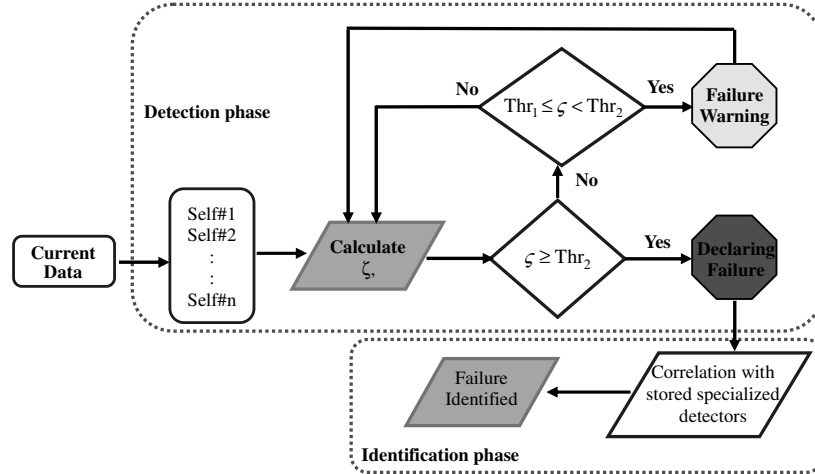 Detection phase
No
Thr₁ ≤ ς < Thr₂
Yes
Failure
Warning
No
Current
Data
Self#1
Self#2
:
:
Self#n
Calculate
ζ,
ς ≥ Thr₂
Yes
Declaring
Failure
Failure
Identified
Correlation with
stored specialized
detectors
Identification phase